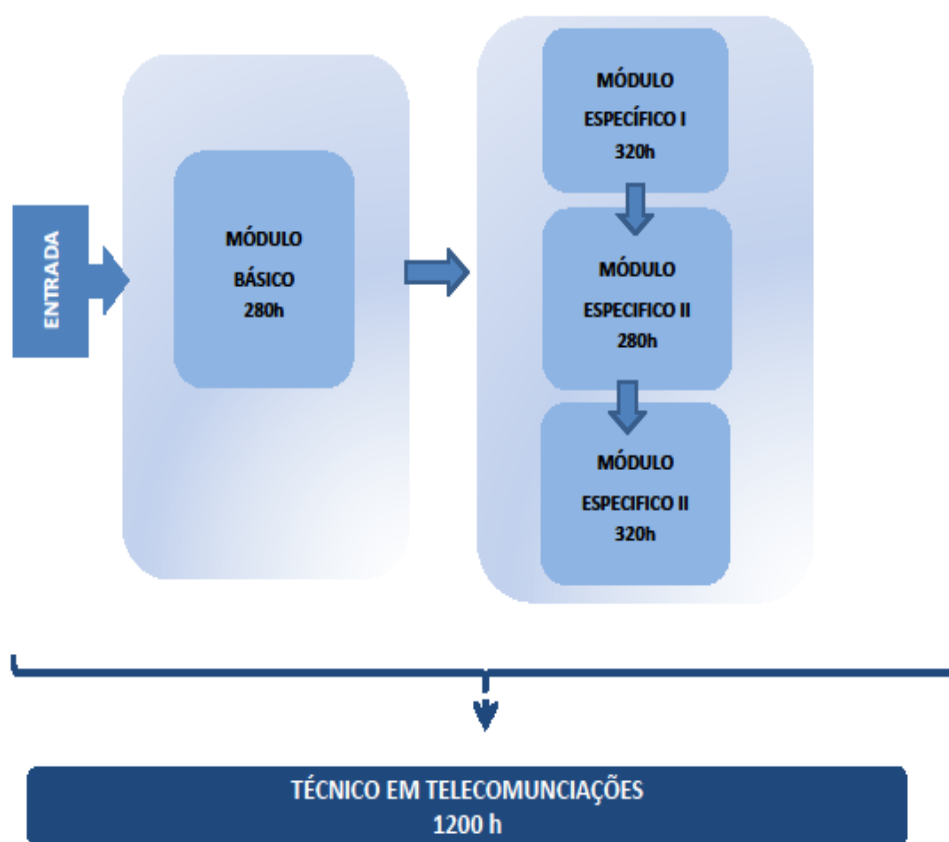 ENTRADA
MÓDULO
BÁSICO
280h
MÓDULO
ESPECÍFICO I
320h
MÓDULO
ESPECIFICO II
280h
MÓDULO
ESPECIFICO II
320h
TÉCNICO EM TELECOMUNCIAÇÕES
1200 h